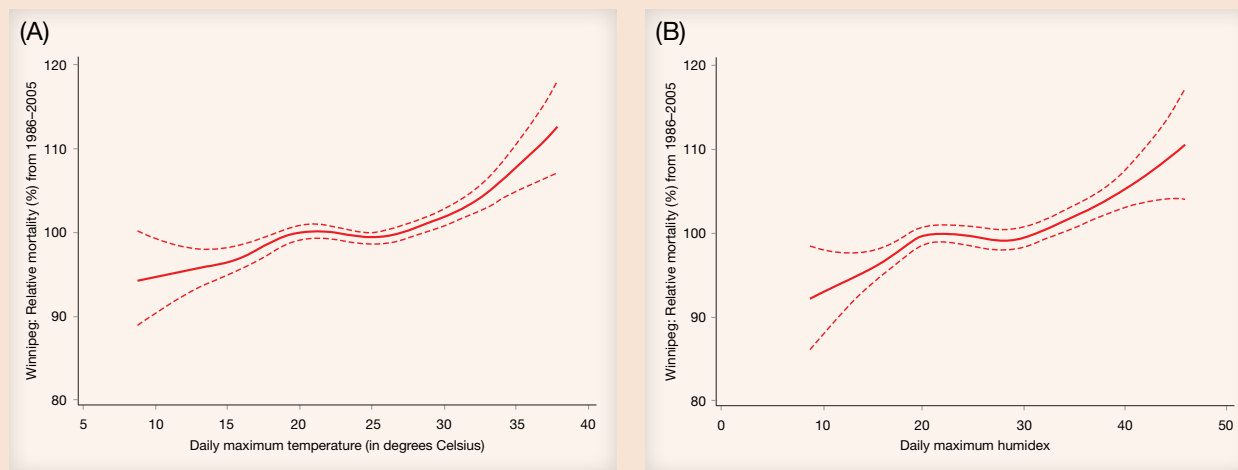 (A)
Winnipeg: Relative mortality (%) from 1986–2005
120
110
100
90
80
5 10 15 20 25 30 35 40
Daily maximum temperature (in degrees Celsius)
(B)
Winnipeg: Relative mortality (%) from 1986–2005
120
110
100
90
80
0 10 20 30 40 50
Daily maximum humidex